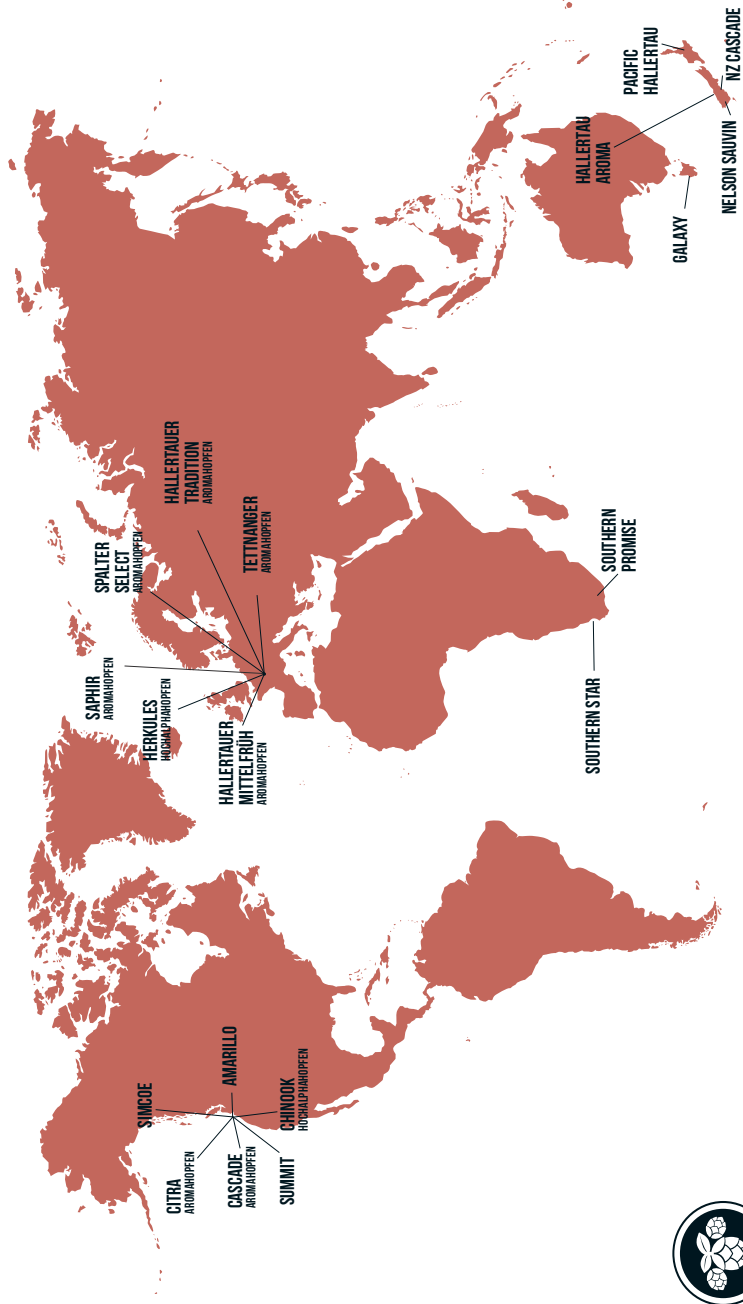 SIMCOE
AMARILLO
CITRA
AROMAHOPFEN
CASCADE
AROMAHOPFEN
SUMMIT
CHINOOK
HOCHALPHAHOPFEN
SAPHIR
AROMAHOPFEN
HERKULES
HOCHALPHAHOPFEN
HALLERTAUER
MITTELFRÜH
AROMAHOPFEN
SPALTER
SELECT
AROMAHOPFEN
HALLERTAUER
TRADITION
AROMAHOPFEN
TETTNANGER
AROMAHOPFEN
SOUTHERN STAR
SOUTHERN
PROMISE
HALLERTAU
AROMA
GALAXY
PACIFIC
HALLERTAU
NELSON SAUVIN
NZ CASCADE